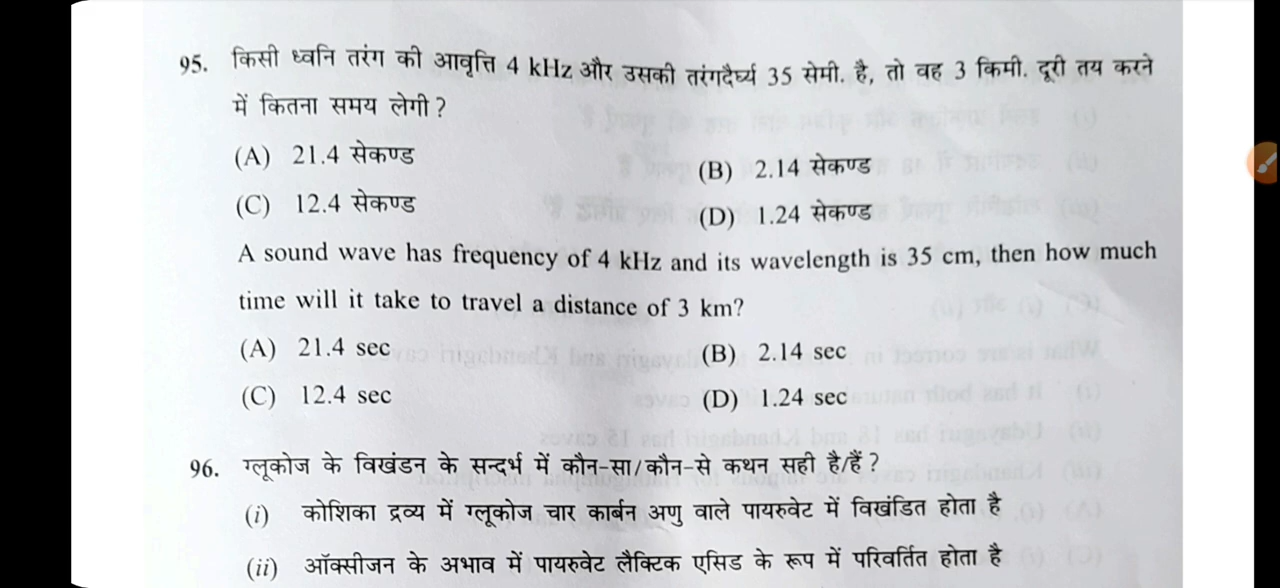 95. किसी ध्वनि तरंग की आवृत्ति 4 kHz और उसकी तरंगदैर्घ्य 35 सेमी. है, तो वह 3 किमी. दूरी तय करने
में कितना समय लेगी ?
(A) 21.4 सेकण्ड (B) 2.14 सेकण्ड
(C) 12.4 सेकण्ड (D) 1.24 सेकण्ड
A sound wave has frequency of 4 kHz and its wavelength is 35 cm, then how much
time will it take to travel a distance of 3 km?
(A) 21.4 sec (B) 2.14 sec
(C) 12.4 sec (D) 1.24 sec
96. ग्लूकोज के विखंडन के सन्दर्भ में कौन-सा/कौन-से कथन सही है/हैं ?
(i) कोशिका द्रव्य में ग्लूकोज चार कार्बन अणु वाले पायरुवेट में विखंडित होता है
(ii) ऑक्सीजन के अभाव में पायरुवेट लैक्टिक एसिड के रूप में परिवर्तित होता है